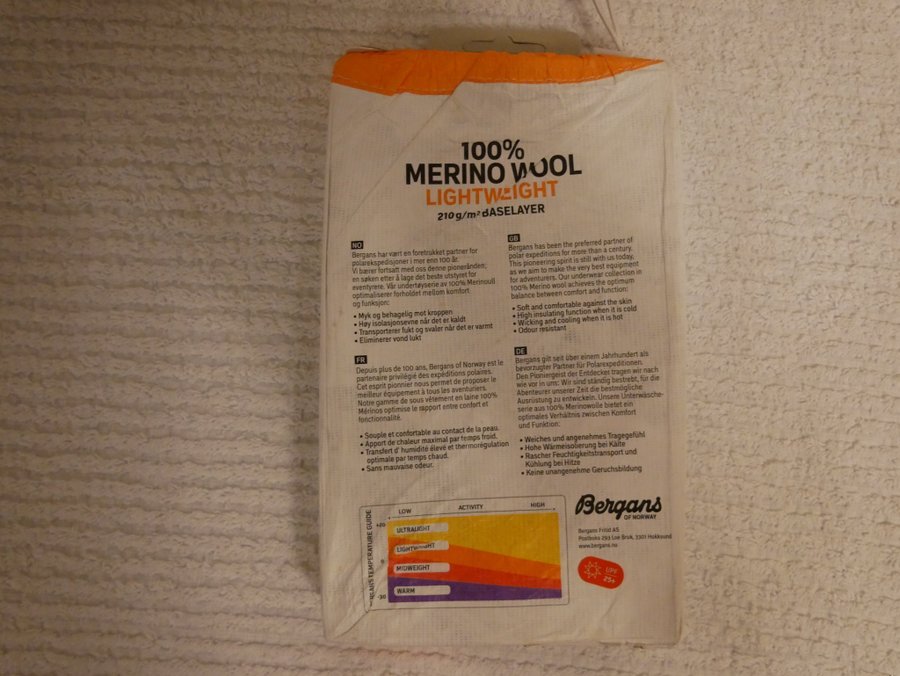 100%
MERINO WOOL
LIGHTWEIGHT
210 g/m² BASELAYER
NO
Bergans har vært en foretrukket partner for
polarekspedisjoner i mer enn 100 år.
Vi bærer fortsatt med oss denne pionerånden;
en søken etter å lage det beste utstyret for
eventyrere. Vår undertøyserie av 100% Merinoull
optimaliserer forholdet mellom komfort
og funksjon:
• Myk og behagelig mot kroppen
• Høy isolasjonsevne når det er kaldt
• Transporterer fukt og svaler når det er varmt
• Eliminerer vond lukt
GB
Bergans has been the preferred partner of
polar expeditions for more than a century.
This pioneering spirit is still with us today,
as we aim to make the very best equipment
for adventurers. Our underwear collection in
100% Merino wool achieves the optimum
balance between comfort and function:
• Soft and comfortable against the skin
• High insulating function when it is cold
• Wicking and cooling when it is hot
• Odour resistant
FR
Depuis plus de 100 ans, Bergans of Norway est le
partenaire privilégié des expéditions polaires.
Cet esprit pionnier nous permet de proposer le
meilleur équipement à tous les aventuriers.
Notre gamme de sous vêtement en laine 100%
Mérinos optimise le rapport entre confort et
fonctionnalité.
• Souple et confortable au contact de la peau.
• Apport de chaleur maximal par temps froid.
• Transfert d' humidité élevé et thermorégulation
optimale par temps chaud.
• Sans mauvaise odeur.
DE
Bergans gilt seit über einem Jahrhundert als
bevorzugter Partner für Polarexpeditionen.
Den Pioniergeist der Entdecker tragen wir nach
wie vor in uns: Wir sind ständig bestrebt, für die
Abenteurer unserer Zeit die bestmögliche
Ausrüstung zu entwickeln. Unsere Unterwäsche-
serie aus 100% Merinowolle bietet ein
optimales Verhältnis zwischen Komfort
und Funktion:
• Weiches und angenehmes Tragegefühl
• Hohe Wärmeisolierung bei Kälte
• Rascher Feuchtigkeitstransport und
Kühlung bei Hitze
• Keine unangenehme Geruchsbildung
BERGANS TEMPERATURE GUIDE
LOW ACTIVITY HIGH
+20
0
-30
ULTRALIGHT
LIGHTWEIGHT
MIDWEIGHT
WARM
Bergans
OF NORWAY
Bergans Fritid AS
Postboks 293 Loe Bruk, 3301 Hokksund
www.bergans.no
UPF
25+